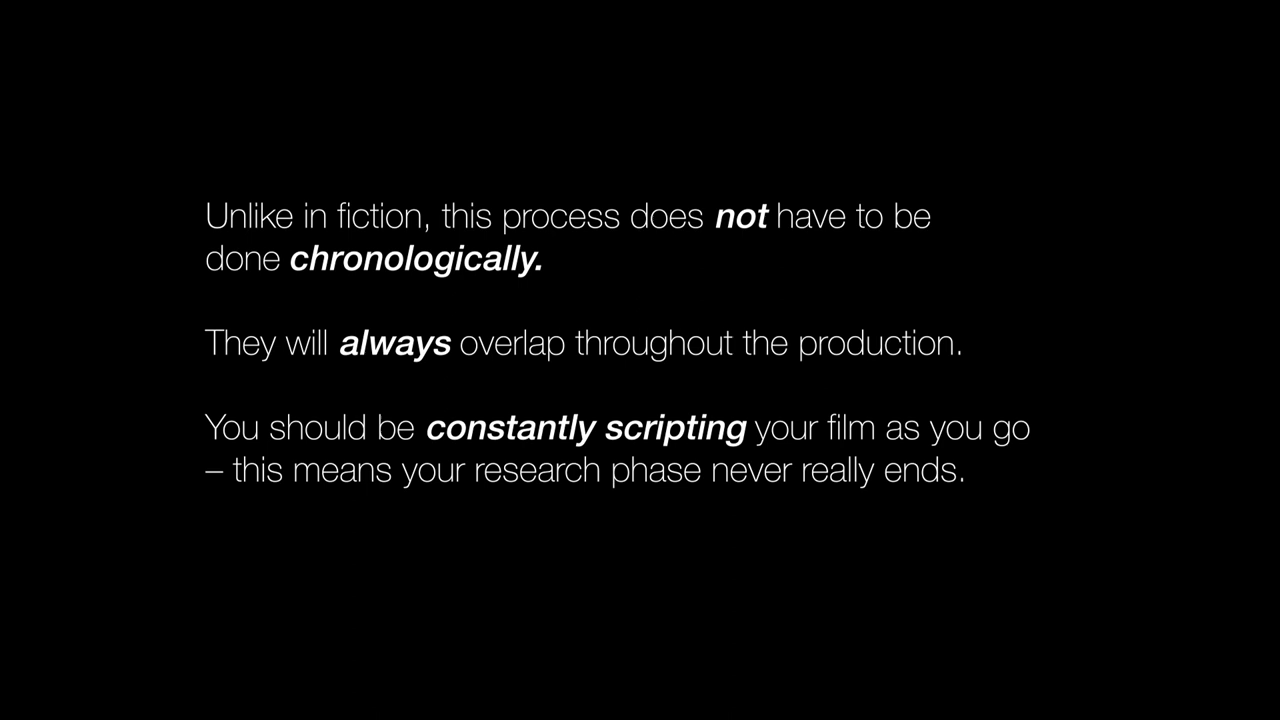 Unlike in fiction, this process does not have to be
done chronologically.
They will always overlap throughout the production.
You should be constantly scripting your film as you go
– this means your research phase never really ends.